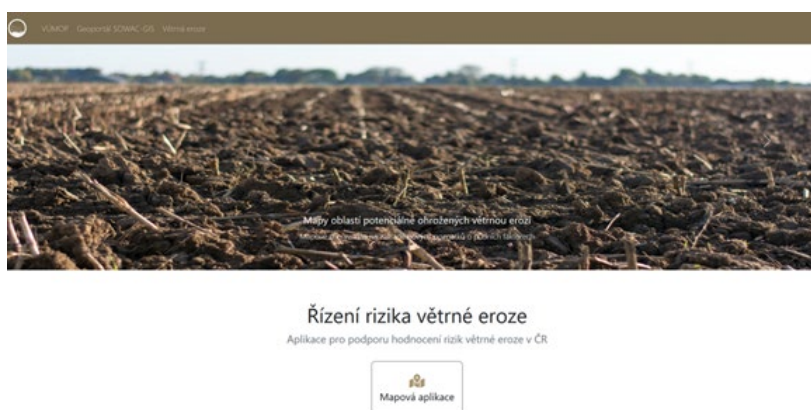 VÚMOP Geoportál SOWAC-GIS Větrná eroze
Mapy oblastí potenciálně ohrožených větrnou erozí
Řízení rizika větrné eroze
Aplikace pro podporu hodnocení rizik větrné eroze v ČR
Mapová aplikace